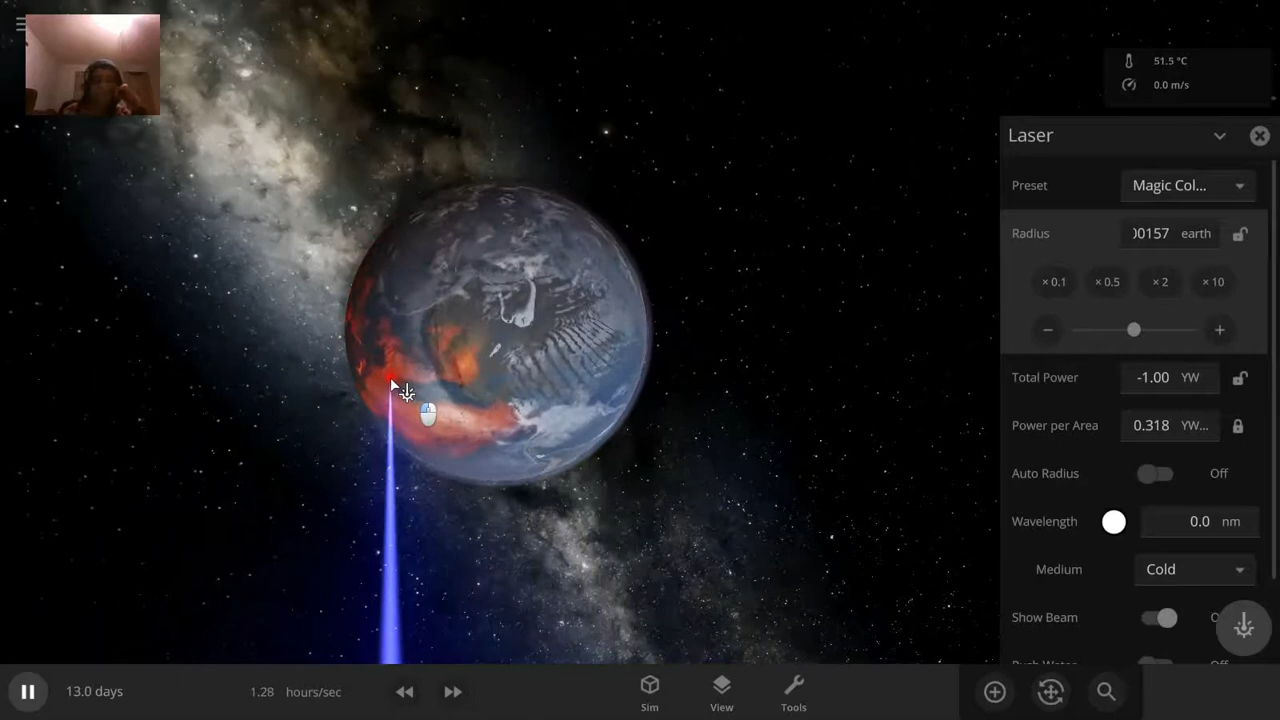 51.5 °C
0.0 m/s
Laser
Preset Magic Col...
Radius )0157 earth
× 0.1 × 0.5 × 2 × 10
Total Power -1.00 YW
Power per Area 0.318 YW...
Auto Radius Off
Wavelength 0.0 nm
Medium Cold
Show Beam
13.0 days 1.28 hours/sec
Sim View Tools